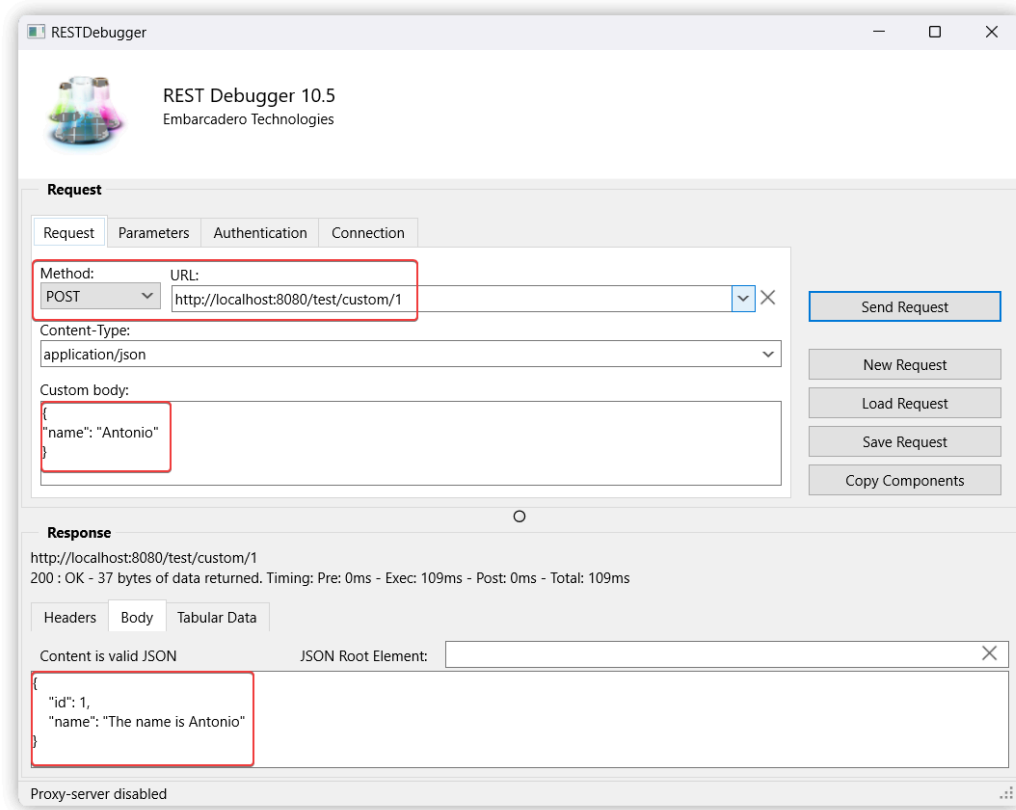 RESTDebugger
REST Debugger 10.5
Embarcadero Technologies
Request
Request Parameters Authentication Connection
Method: URL:
POST http://localhost:8080/test/custom/1
Send Request
Content-Type:
application/json
New Request
Custom body:
Load Request
{
"name": "Antonio"
}
Save Request
Copy Components
Response
http://localhost:8080/test/custom/1
200 : OK - 37 bytes of data returned. Timing: Pre: 0ms - Exec: 109ms - Post: 0ms - Total: 109ms
Headers Body Tabular Data
Content is valid JSON JSON Root Element:
{
"id": 1,
"name": "The name is Antonio"
}
Proxy-server disabled